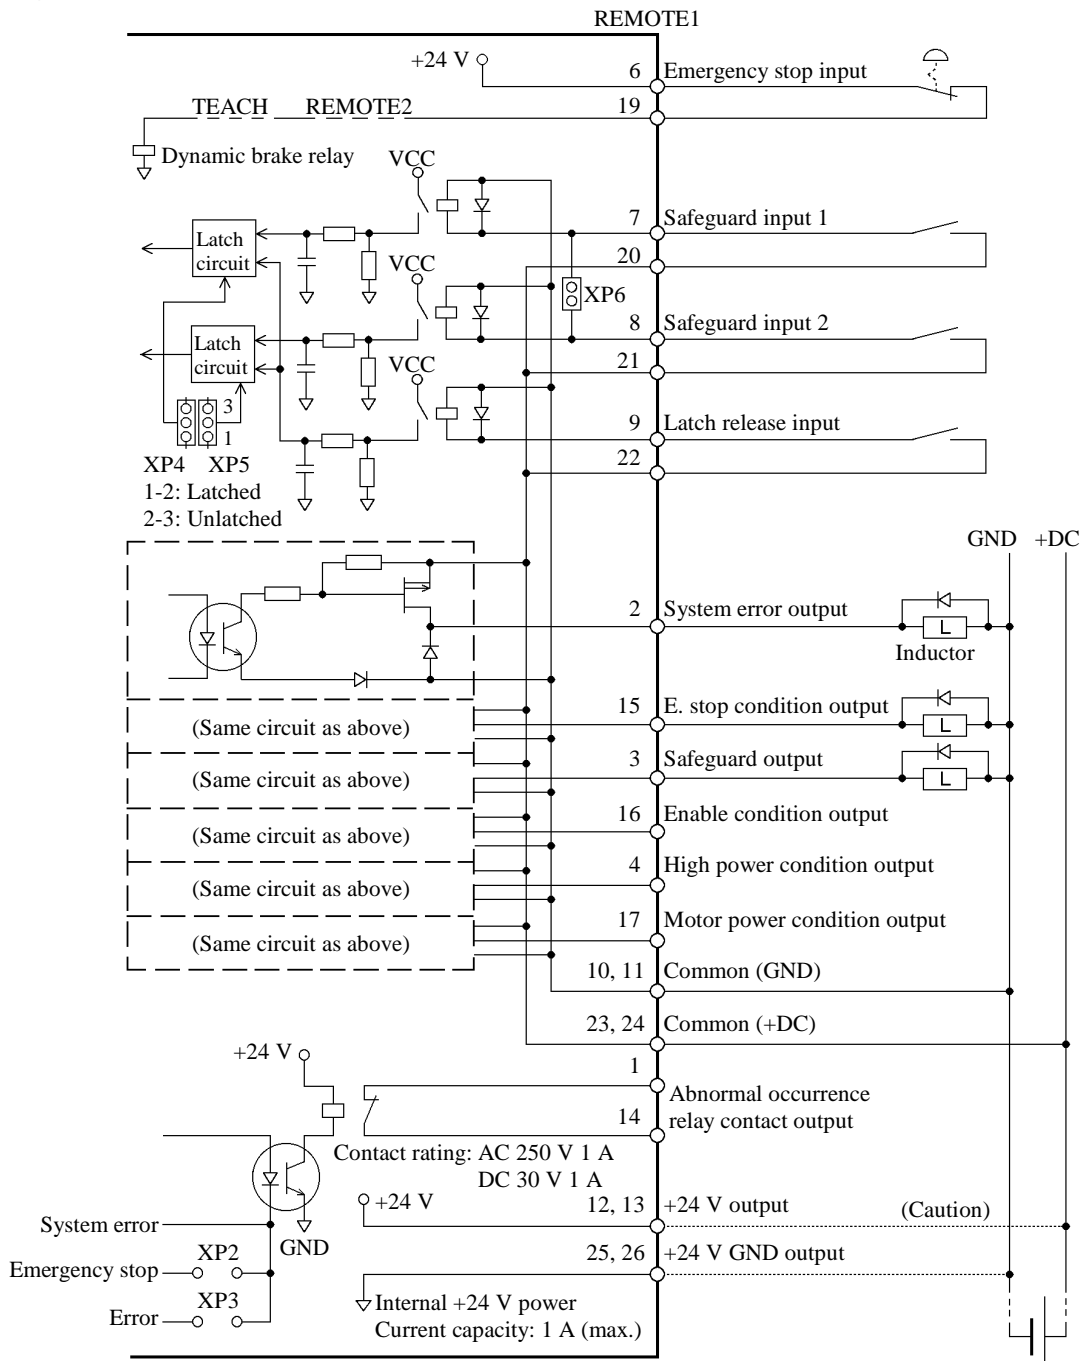 REMOTE1
+24 V
6 Emergency stop input
TEACH REMOTE2
19
Dynamic brake relay
VCC
7 Safeguard input 1
Latch
circuit
20
VCC
XP6
8 Safeguard input 2
Latch
circuit
VCC
21
3
1
9 Latch release input
XP4 XP5
22
1-2: Latched
2-3: Unlatched
GND +DC
2 System error output
L
Inductor
15 E. stop condition output
L
(Same circuit as above)
3 Safeguard output
L
(Same circuit as above)
16 Enable condition output
(Same circuit as above)
4 High power condition output
(Same circuit as above)
17 Motor power condition output
(Same circuit as above)
10, 11 Common (GND)
23, 24 Common (+DC)
+24 V
1
Abnormal occurrence
14 relay contact output
Contact rating: AC 250 V 1 A
DC 30 V 1 A
+24 V
12, 13 +24 V output (Caution)
System error
GND
25, 26 +24 V GND output
XP2
Emergency stop
XP3
Error
Internal +24 V power
Current capacity: 1 A (max.)